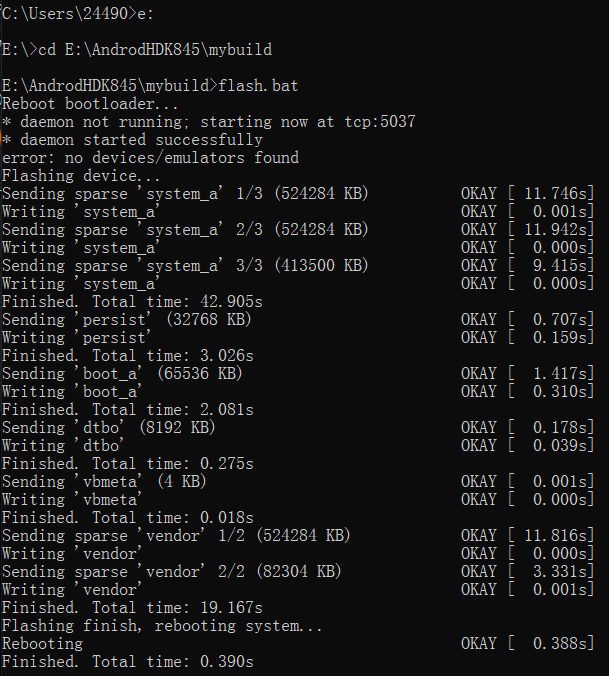 C:\Users\24490>e:
E:\>cd E:\AndrodHDK845\mybuild
E:\AndrodHDK845\mybuild>flash.bat
Reboot bootloader...
* daemon not running; starting now at tcp:5037
* daemon started successfully
error: no devices/emulators found
Flashing device...
Sending sparse 'system_a' 1/3 (524284 KB) OKAY [ 11.746s]
Writing 'system_a' OKAY [ 0.001s]
Sending sparse 'system_a' 2/3 (524284 KB) OKAY [ 11.942s]
Writing 'system_a' OKAY [ 0.000s]
Sending sparse 'system_a' 3/3 (413500 KB) OKAY [ 9.415s]
Writing 'system_a' OKAY [ 0.000s]
Finished. Total time: 42.905s
Sending 'persist' (32768 KB) OKAY [ 0.707s]
Writing 'persist' OKAY [ 0.159s]
Finished. Total time: 3.026s
Sending 'boot_a' (65536 KB) OKAY [ 1.417s]
Writing 'boot_a' OKAY [ 0.310s]
Finished. Total time: 2.081s
Sending 'dtbo' (8192 KB) OKAY [ 0.178s]
Writing 'dtbo' OKAY [ 0.039s]
Finished. Total time: 0.275s
Sending 'vbmeta' (4 KB) OKAY [ 0.001s]
Writing 'vbmeta' OKAY [ 0.000s]
Finished. Total time: 0.018s
Sending sparse 'vendor' 1/2 (524284 KB) OKAY [ 11.816s]
Writing 'vendor' OKAY [ 0.000s]
Sending sparse 'vendor' 2/2 (82304 KB) OKAY [ 3.331s]
Writing 'vendor' OKAY [ 0.001s]
Finished. Total time: 19.167s
Flashing finish, rebooting system...
Rebooting OKAY [ 0.388s]
Finished. Total time: 0.390s